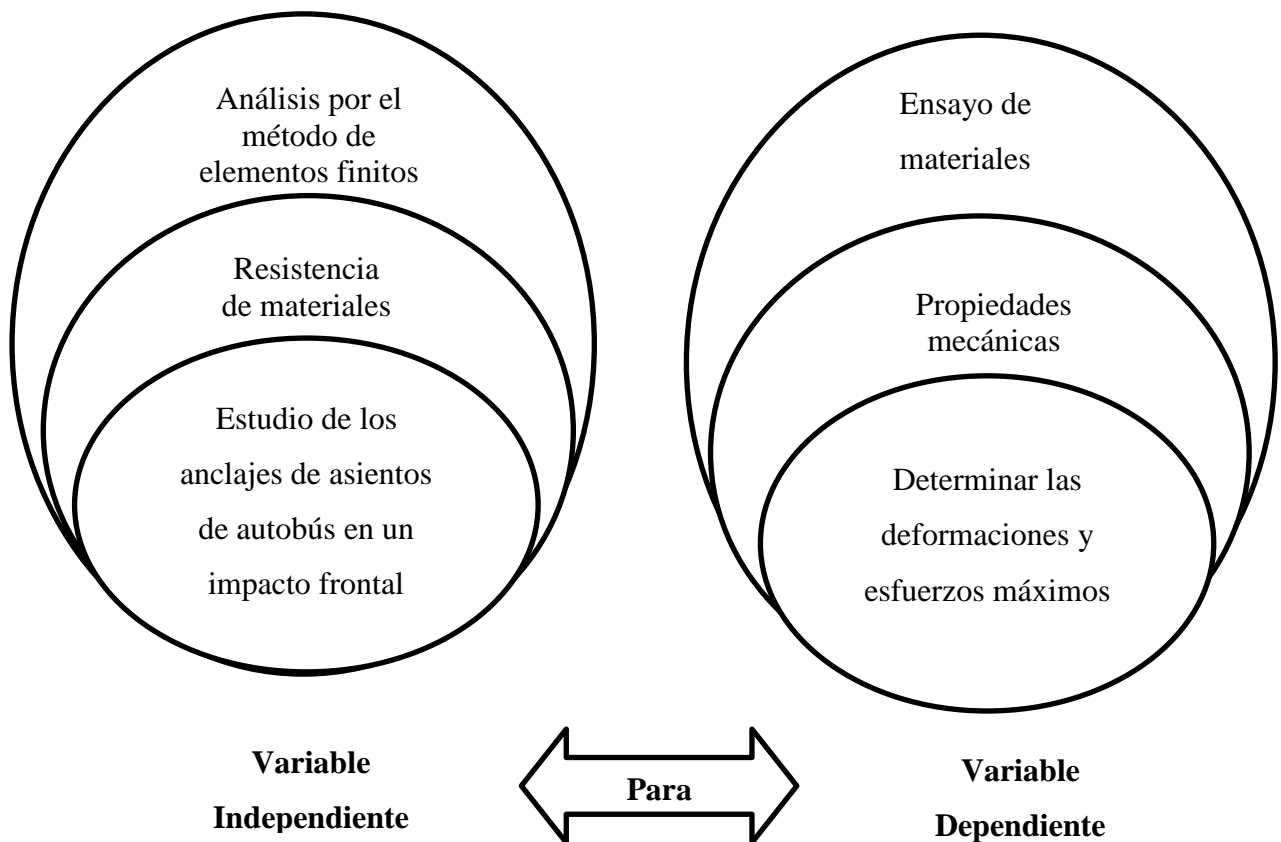 Análisis por el
método de
elementos finitos
Resistencia
de materiales
Estudio de los
anclajes de asientos
de autobús en un
impacto frontal
Ensayo de
materiales
Propiedades
mecánicas
Determinar las
deformaciones y
esfuerzos máximos
Variable
Independiente
Para
Variable
Dependiente